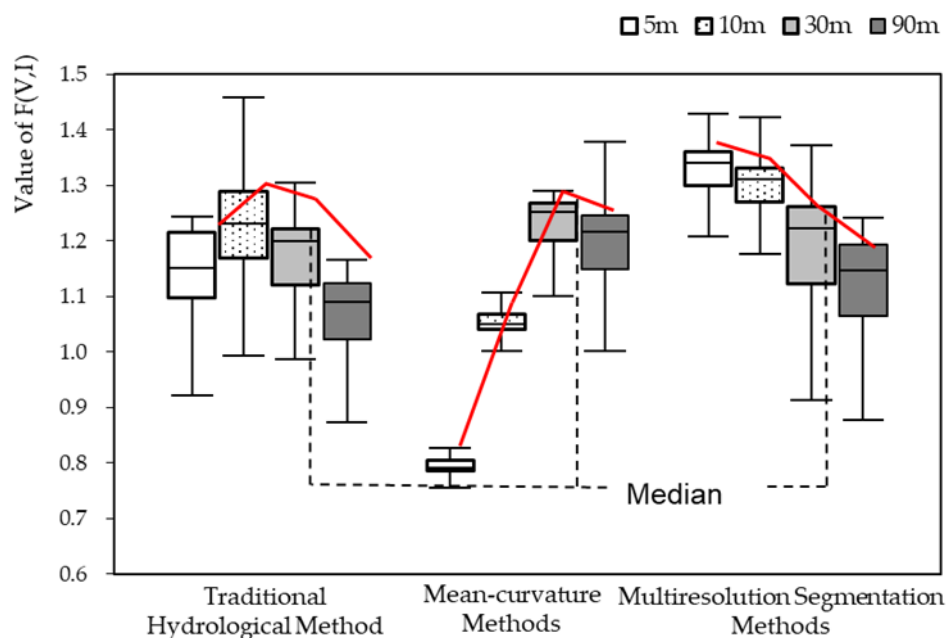 5m 10m 30m 90m
Value of F(V,I)
1.5
1.4
1.3
1.2
1.1
1.0
0.9
0.8
0.7
0.6
Median
Traditional
Hydrological Method
Mean-curvature
Methods
Multiresolution Segmentation
Methods